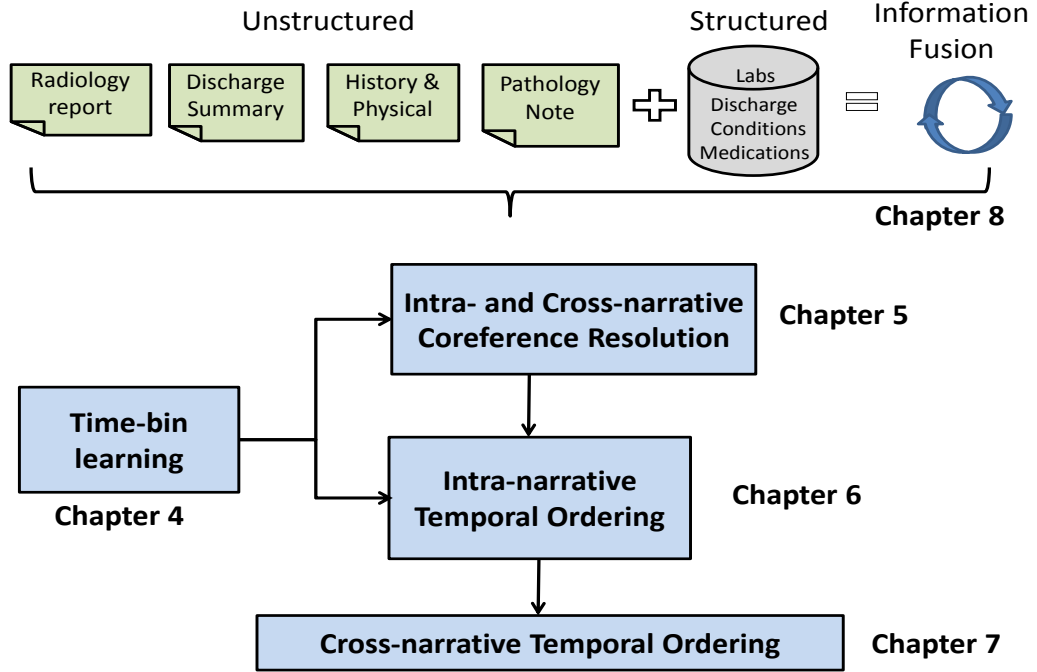 Unstructured
Structured
Information
Fusion
Radiology
report
Discharge
Summary
History &
Physical
Pathology
Note
Labs
Discharge
Conditions
Medications
Chapter 8
Intra- and Cross-narrative
Coreference Resolution
Chapter 5
Time-bin
learning
Chapter 4
Intra-narrative
Temporal Ordering
Chapter 6
Cross-narrative Temporal Ordering
Chapter 7